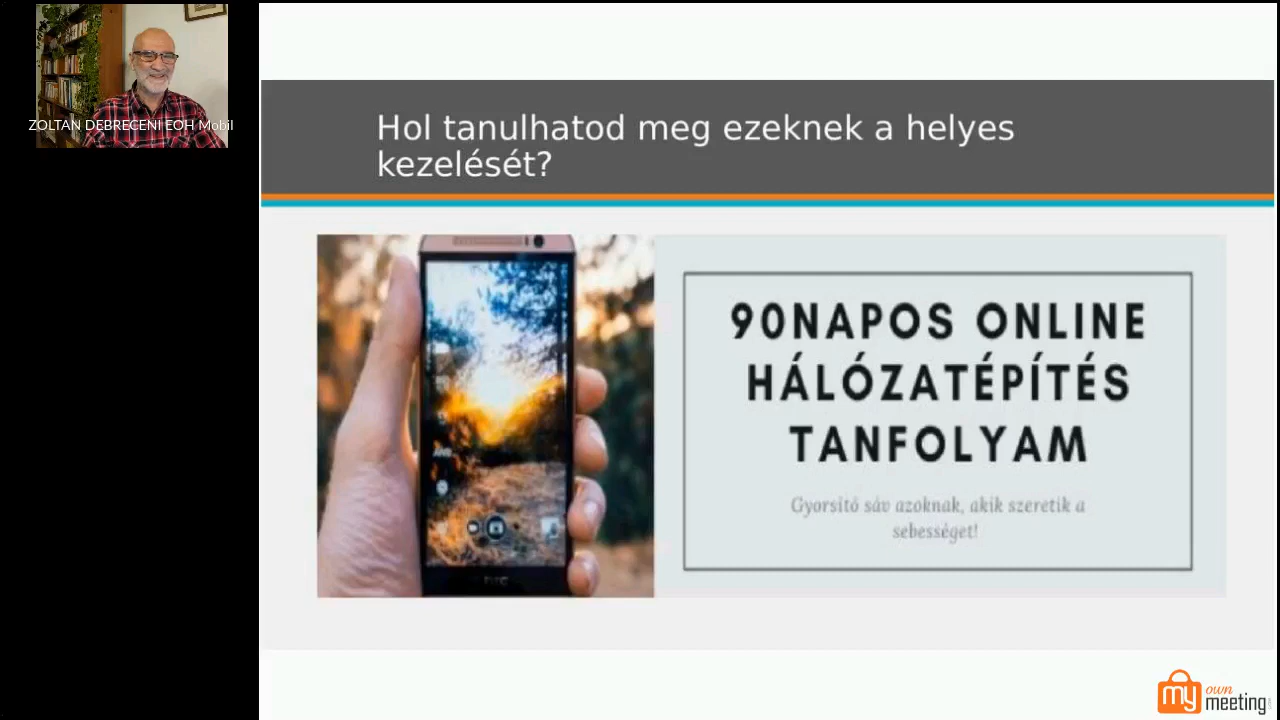 ZOLTAN DEBRECENI EOH Mobil
Hol tanulhatod meg ezeknek a helyes
kezelését?
90NAPOS ONLINE
HÁLÓZATÉPÍTÉS
TANFOLYAM
Gyorsító sáv azoknak, akik szeretik a
sebességet!
htc
my own
meeting